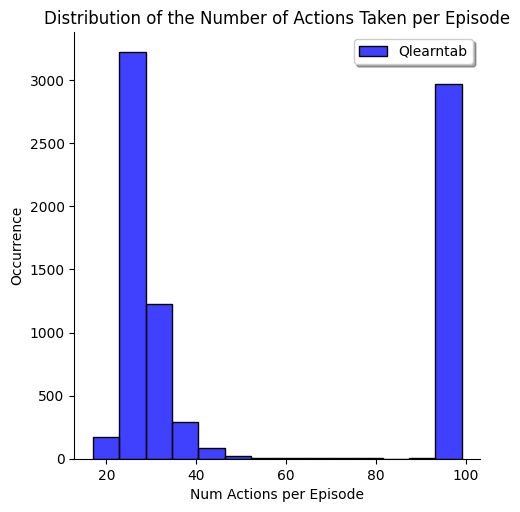 Distribution of the Number of Actions Taken per Episode
Qlearntab
3000
2500
2000
1500
1000
500
0
Occurrence
20 40 60 80 100
Num Actions per Episode